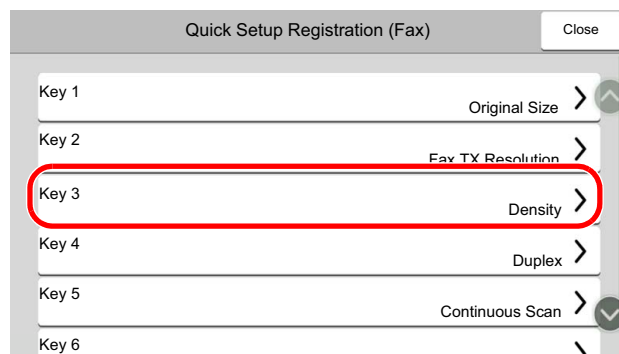 Quick Setup Registration (Fax)
Close
Key 1
Original Size
Key 2
Fax TX Resolution
Key 3
Density
Key 4
Duplex
Key 5
Continuous Scan
Key 6